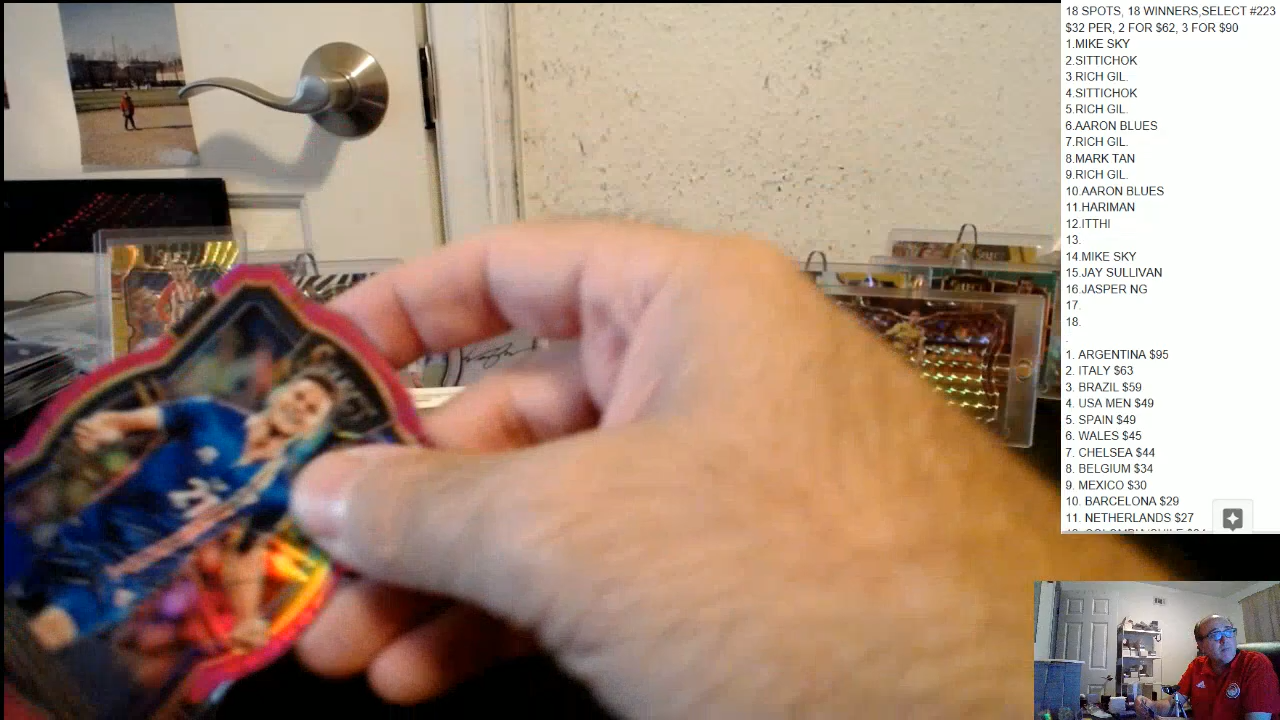 18 SPOTS, 18 WINNERS,SELECT #223
$32 PER, 2 FOR $62, 3 FOR $90
1.MIKE SKY
2.SITTICHOK
3.RICH GIL.
4.SITTICHOK
5.RICH GIL.
6.AARON BLUES
7.RICH GIL.
8.MARK TAN
9.RICH GIL.
10.AARON BLUES
11 HARIMAN
12.ITTHI
13.
14.MIKE SKY
15.JAY SULLIVAN
16.JASPER NG
17.
18.
.
1. ARGENTINA $95
2. ITALY $63
3. BRAZIL $59
4. USA MEN $49
5. SPAIN $49
6. WALES $45
7. CHELSEA $44
8. BELGIUM $34
9. MEXICO $30
10. BARCELONA $29
11. NETHERLANDS $27